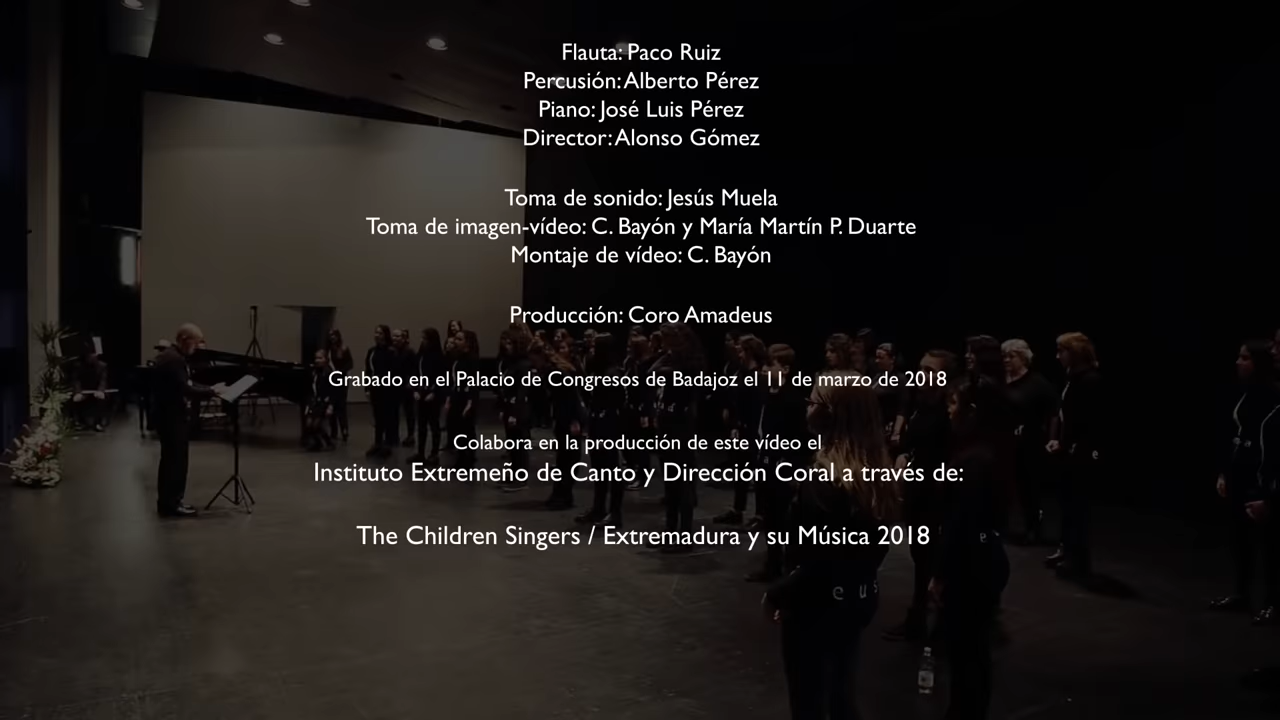 Flauta: Paco Ruiz
Percusión: Alberto Pérez
Piano: José Luis Pérez
Director: Alonso Gómez
Toma de sonido: Jesús Muela
Toma de imagen-vídeo: C. Bayón y María Martín P. Duarte
Montaje de vídeo: C. Bayón
Producción: Coro Amadeus
Grabado en el Palacio de Congresos de Badajoz el 11 de marzo de 2018
Colabora en la producción de este vídeo el
Instituto Extremeño de Canto y Dirección Coral a través de:
The Children Singers / Extremadura y su Música 2018
e u s